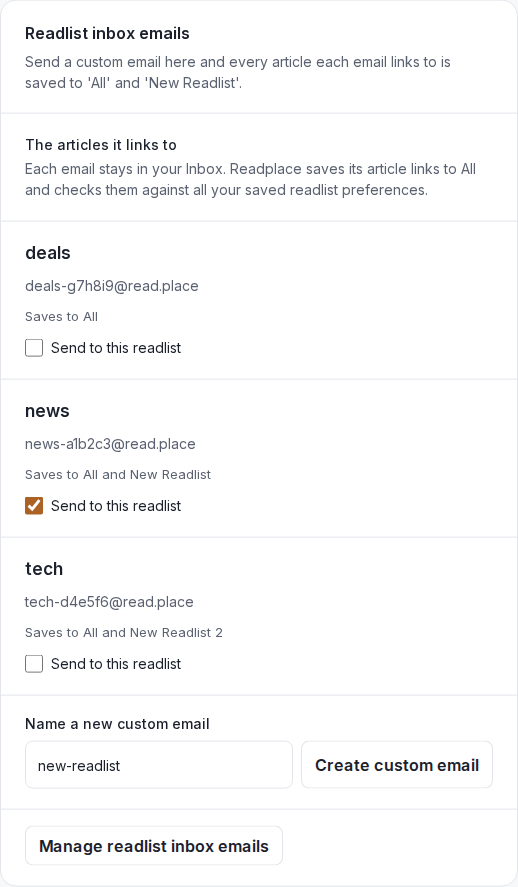 Readlist inbox emails
Send a custom email here and every article each email links to is
saved to 'All' and 'New Readlist'.
The articles it links to
Each email stays in your Inbox. Readplace saves its article links to All
and checks them against all your saved readlist preferences.
deals
deals-g7h8i9@read.place
Saves to All
Send to this readlist
news
news-a1b2c3@read.place
Saves to All and New Readlist
Send to this readlist
tech
tech-d4e5f6@read.place
Saves to All and New Readlist 2
Send to this readlist
Name a new custom email
new-readlist
Create custom email
Manage readlist inbox emails